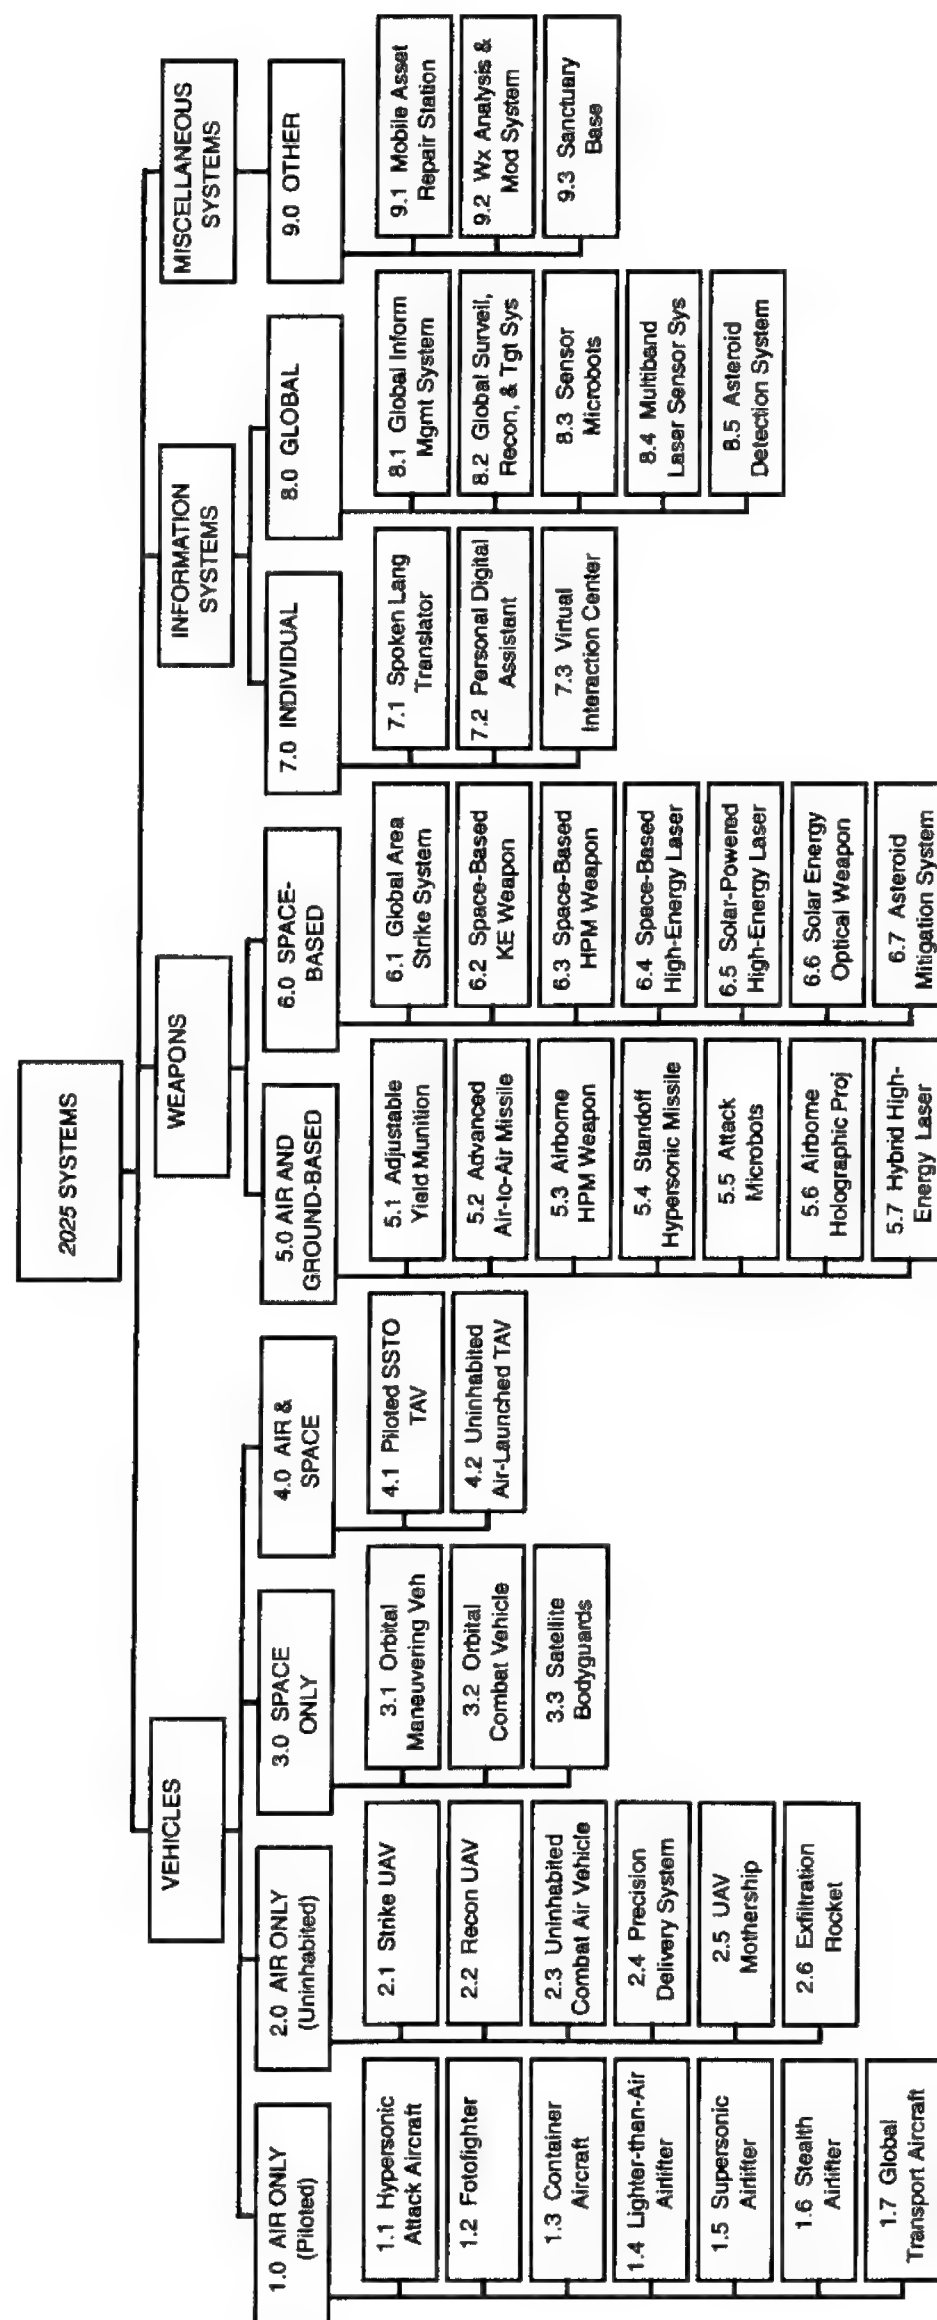 2025 SYSTEMS
VEHICLES
WEAPONS
INFORMATION
SYSTEMS
MISCELLANEOUS
SYSTEMS
1.0 AIR ONLY
(Piloted)
1.1 Hypersonic
Attack Aircraft
1.2 Fotofighter
1.3 Container
Aircraft
1.4 Lighter-than-Air
Airlifter
1.5 Supersonic
Airlifter
1.6 Stealth
Airlifter
1.7 Global
Transport Aircraft
2.0 AIR ONLY
(Uninhabited)
2.1 Strike UAV
2.2 Recon UAV
2.3 Uninhabited
Combat Air Vehicle
2.4 Precision
Delivery System
2.5 UAV
Mothership
2.6 Exfiltration
Rocket
3.0 SPACE
ONLY
3.1 Orbital
Maneuvering Veh
3.2 Orbital
Combat Vehicle
3.3 Satellite
Bodyguards
4.0 AIR &
SPACE
4.1 Piloted SSTO
TAV
4.2 Uninhabited
Air-Launched TAV
5.0 AIR AND
GROUND-BASED
5.1 Adjustable
Yield Munition
5.2 Advanced
Air-to-Air Missile
5.3 Airborne
HPM Weapon
5.4 Standoff
Hypersonic Missile
5.5 Attack
Microbots
5.6 Airborne
Holographic Proj
5.7 Hybrid High-
Energy Laser
6.0 SPACE-
BASED
6.1 Global Area
Strike System
6.2 Space-Based
KE Weapon
6.3 Space-Based
HPM Weapon
6.4 Space-Based
High-Energy Laser
6.5 Solar-Powered
High-Energy Laser
6.6 Solar Energy
Optical Weapon
6.7 Asteroid
Mitigation System
7.0 INDIVIDUAL
7.1 Spoken Lang
Translator
7.2 Personal Digital
Assistant
7.3 Virtual
Interaction Center
8.0 GLOBAL
8.1 Global Inform
Mgmt System
8.2 Global Surveil,
Recon, & Tgt Sys
8.3 Sensor
Microbots
8.4 Multiband
Laser Sensor Sys
8.5 Asteroid
Detection System
9.0 OTHER
9.1 Mobile Asset
Repair Station
9.2 Wx Analysis &
Mod System
9.3 Sanctuary
Base